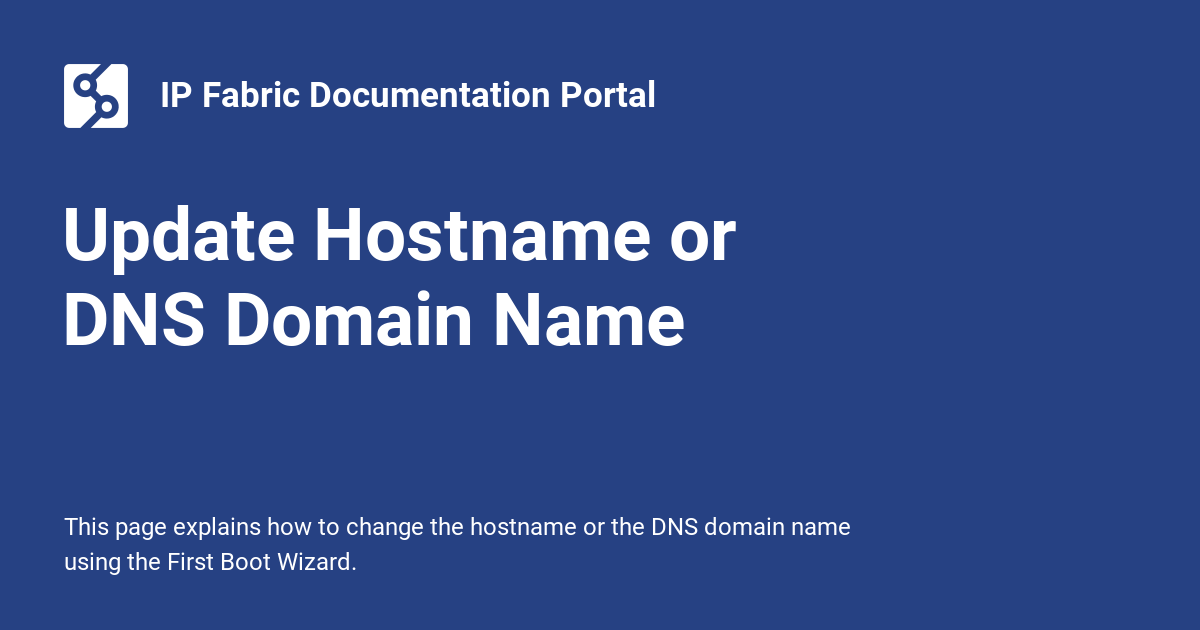 IP Fabric Documentation Portal
Update Hostname or
DNS Domain Name
This page explains how to change the hostname or the DNS domain name
using the First Boot Wizard.